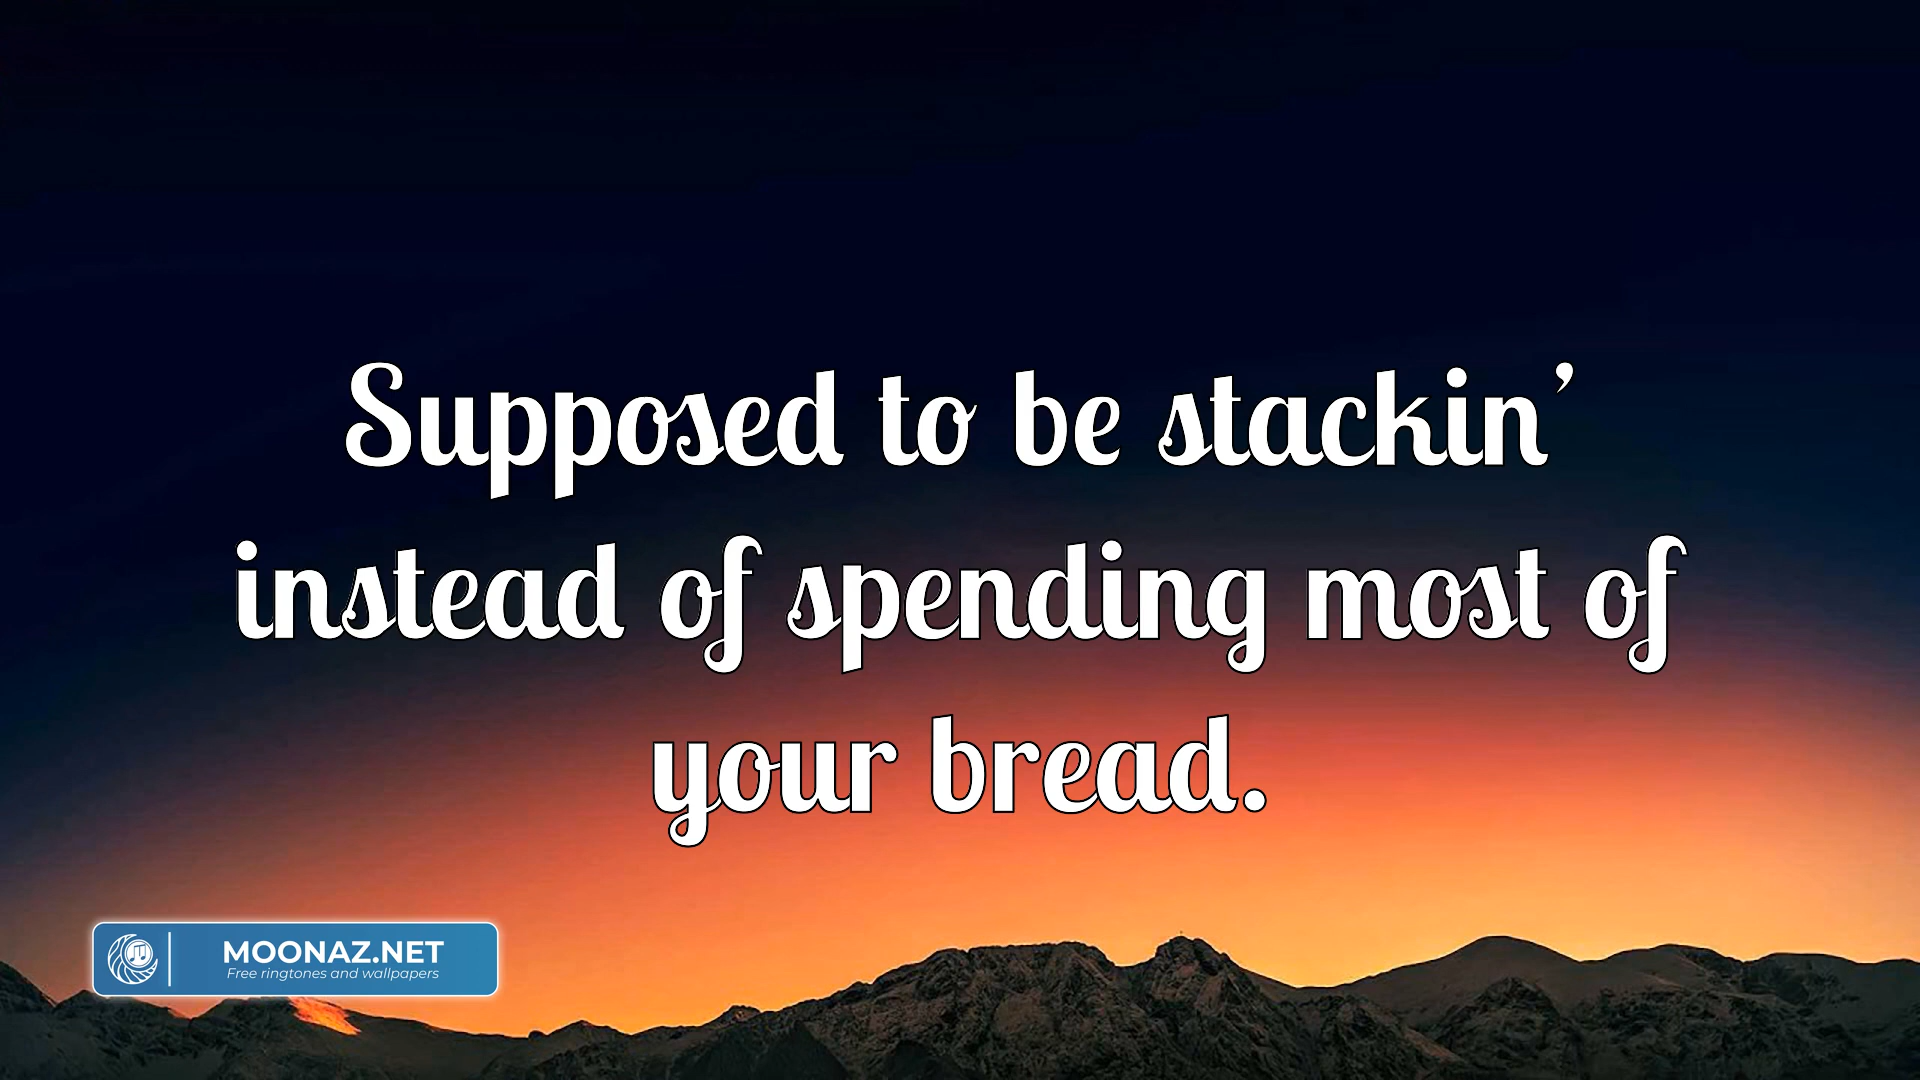 Supposed to be stackin’
instead of spending most of
your bread.
MOONAZ.NET
Free ringtones and wallpapers